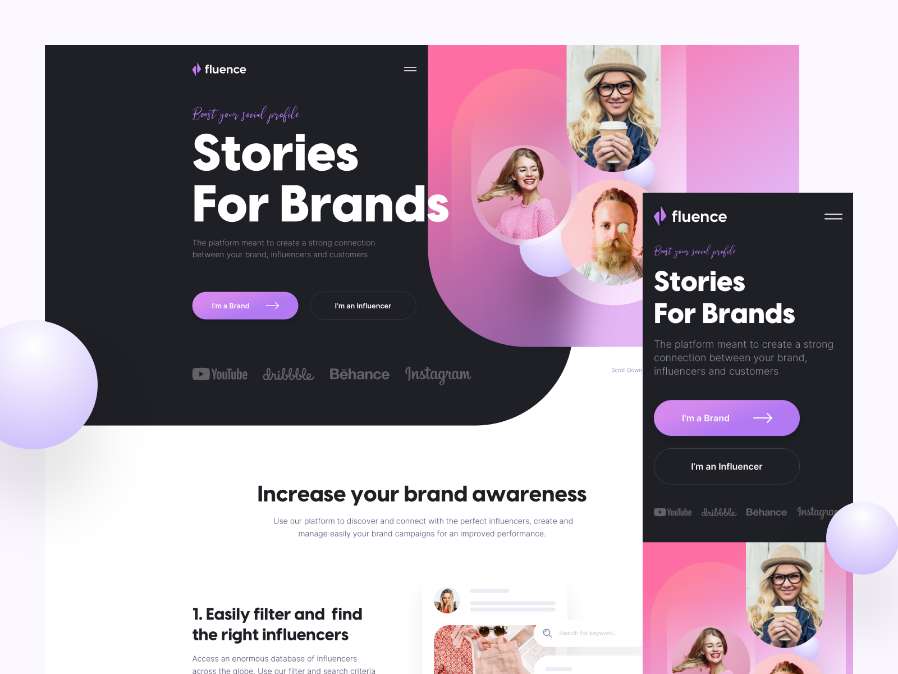 fluence
Boost your social profile
Stories
For Brands
The platform meant to create a strong connection
between your brand, influencers and customers
I'm a Brand
I'm an Influencer
YouTube
dribbble
Bēhance
Instagram
Scroll Down
Increase your brand awareness
Use our platform to discover and connect with the perfect influencers, create and
manage easily your brand campaigns for an improved performance.
1. Easily filter and find
the right influencers
Access an enormous database of influencers
across the globe. Use our filter and search criteria
Search for keyword...
fluence
Boost your social profile
Stories
For Brands
The platform meant to create a strong
connection between your brand,
influencers and customers
I'm a Brand
I'm an Influencer
YouTube
dribbble
Bēhance
Instagram